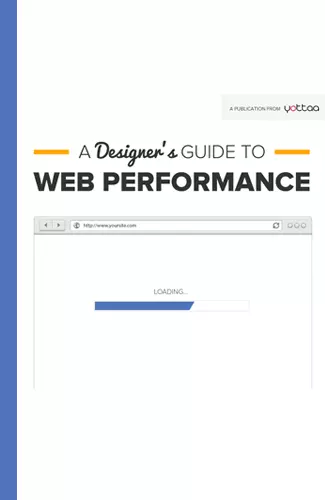 A PUBLICATION FROM yottaa
A Designer's GUIDE TO
WEB PERFORMANCE
http://www.yoursite.com
LOADING...